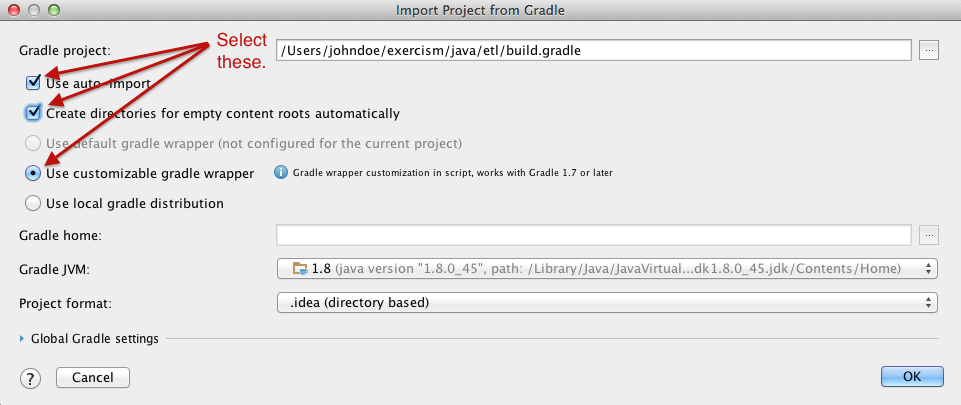 Import Project from Gradle
Gradle project:
Select
these.
/Users/johndoe/exercism/java/etl/build.gradle
...
Use auto-import
Create directories for empty content roots automatically
Use default gradle wrapper (not configured for the current project)
Use customizable gradle wrapper
i Gradle wrapper customization in script, works with Gradle 1.7 or later
Use local gradle distribution
Gradle home:
...
Gradle JVM:
1.8 (java version "1.8.0_45", path: /Library/Java/JavaVirtual...dk1.8.0_45.jdk/Contents/Home)
Project format:
.idea (directory based)
Global Gradle settings
?
Cancel
OK